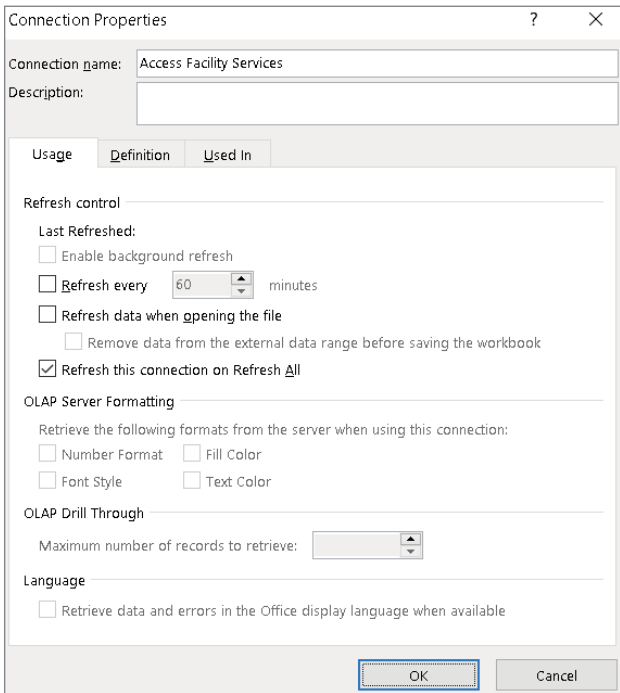 Connection Properties ? ×
Connection name: Access Facility Services
Description:
Usage Definition Used In
Refresh control
Last Refreshed:
Enable background refresh
Refresh every 60 minutes
Refresh data when opening the file
Remove data from the external data range before saving the workbook
Refresh this connection on Refresh All
OLAP Server Formatting
Retrieve the following formats from the server when using this connection:
Number Format Fill Color
Font Style Text Color
OLAP Drill Through
Maximum number of records to retrieve:
Language
Retrieve data and errors in the Office display language when available
OK Cancel